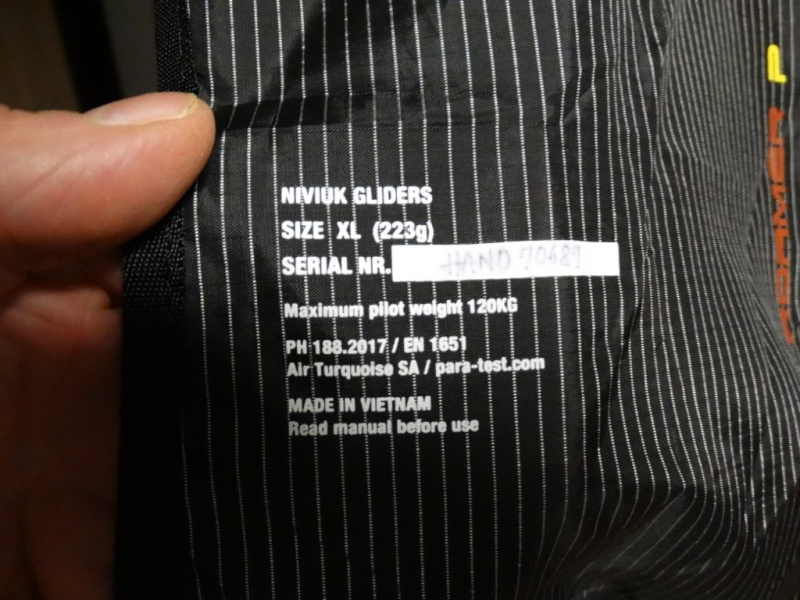 NIVIUK GLIDERS
SIZE XL (223g)
SERIAL NR. HAND 70689
Maximum pilot weight 120KG
PH 188.2017 / EN 1651
Air Turquoise SA / para-test.com
MADE IN VIETNAM
Read manual before use
P